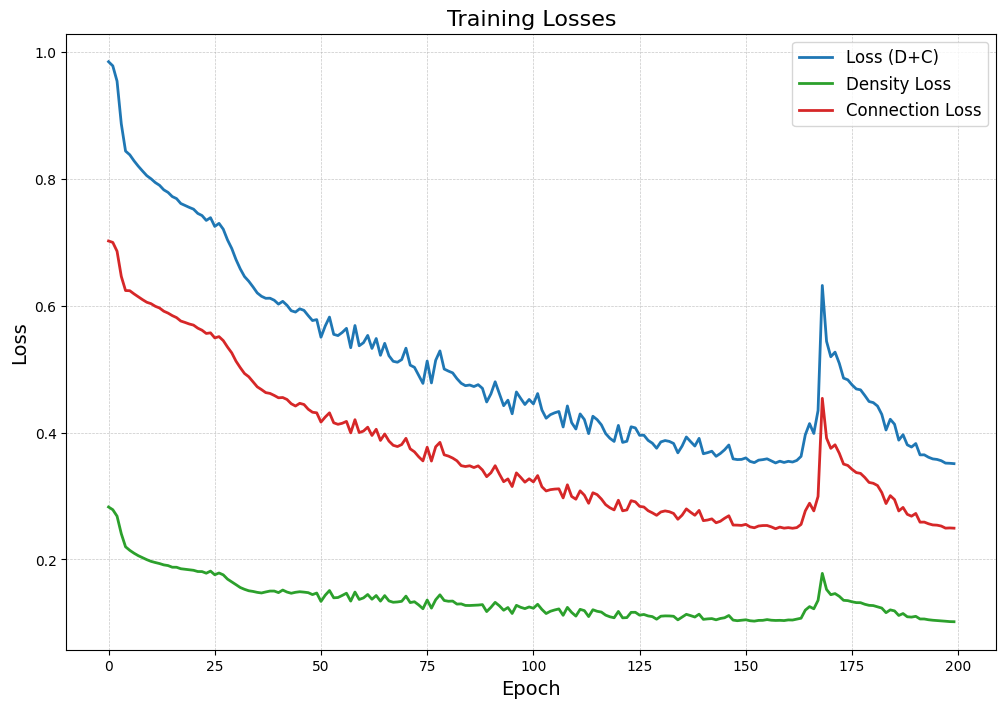 Training Losses
Loss (D+C)
Density Loss
Connection Loss
Loss
1.0
0.8
0.6
0.4
0.2
0 25 50 75 100 125 150 175 200
Epoch